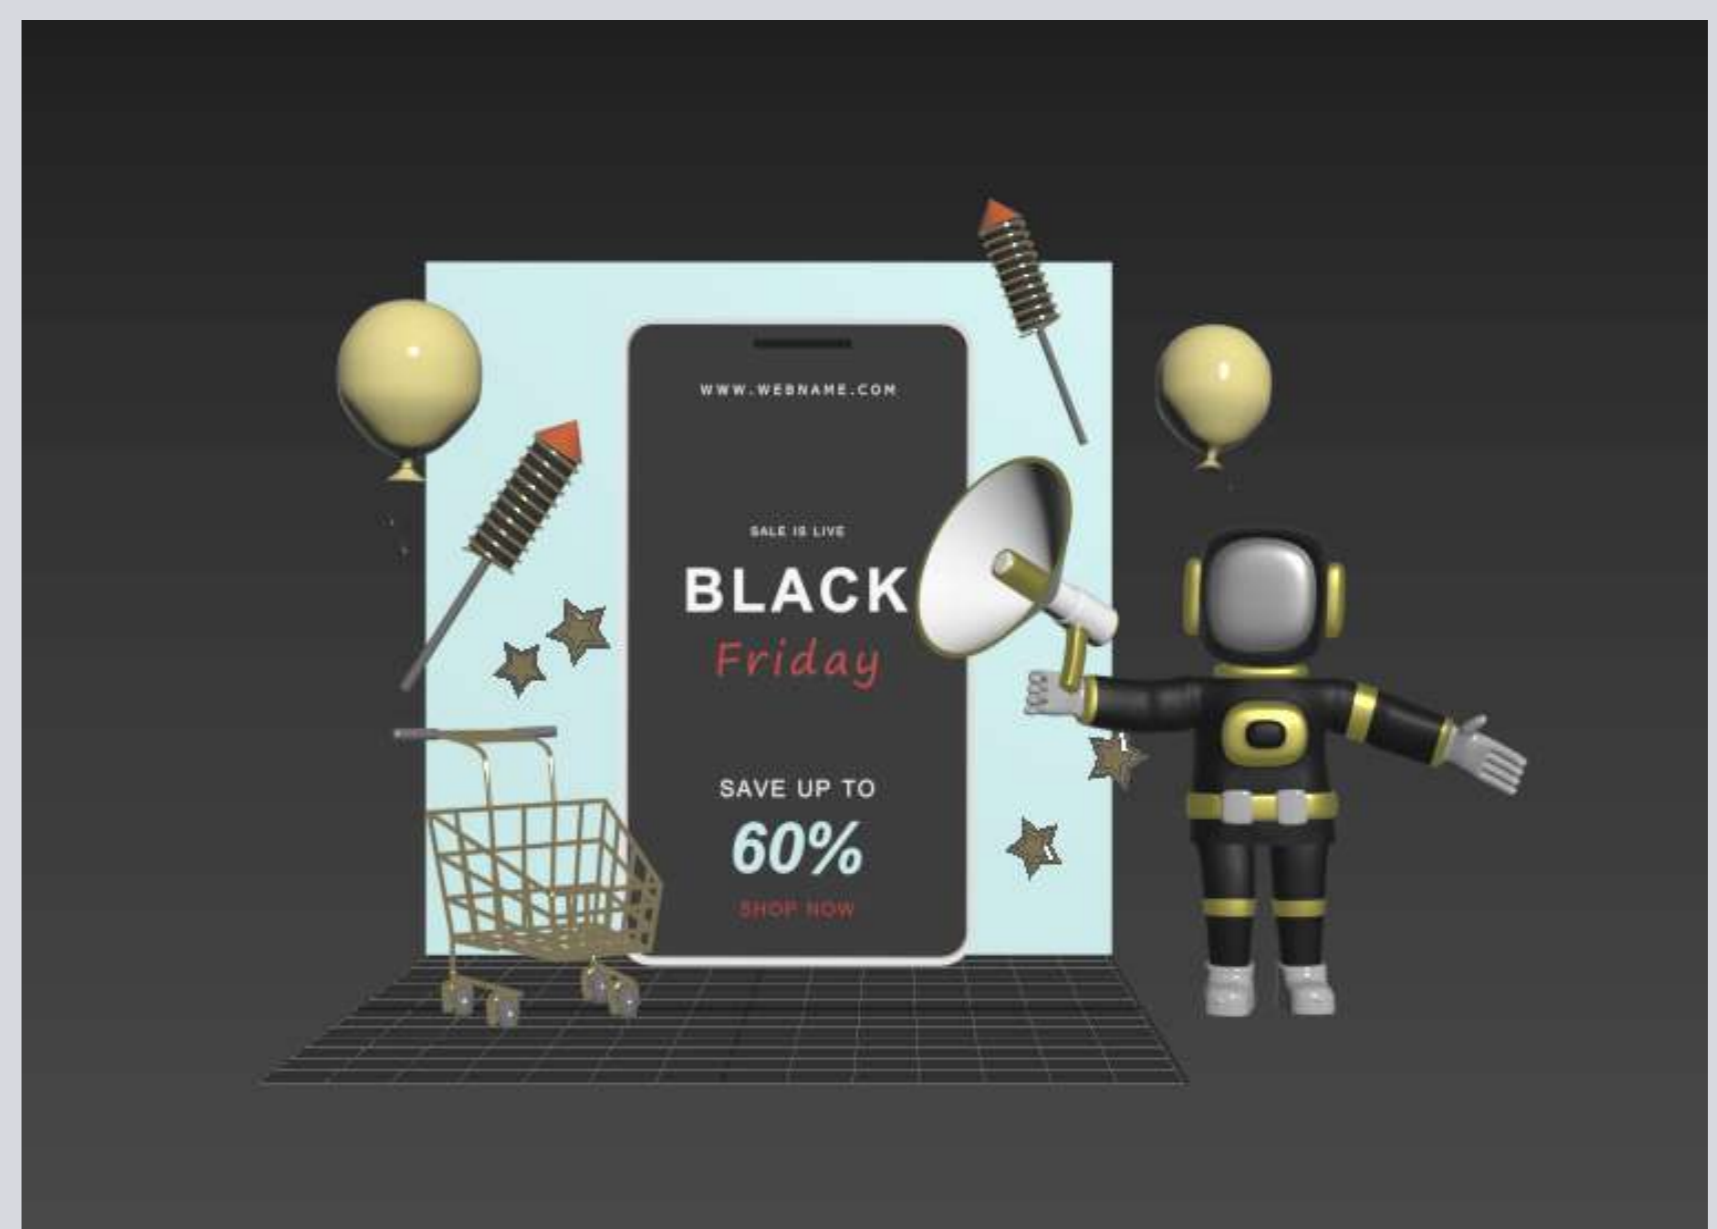 WWW.WEBNAME.COM
SALE IS LIVE
BLACK
Friday
SAVE UP TO
60%
SHOP NOW